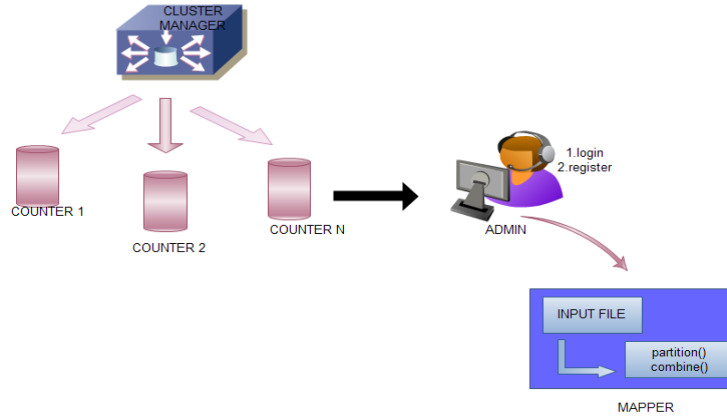 CLUSTER
MANAGER
1.login
2.register
COUNTER 1
COUNTER 2
COUNTER N
ADMIN
INPUT FILE
partition()
combine()
MAPPER